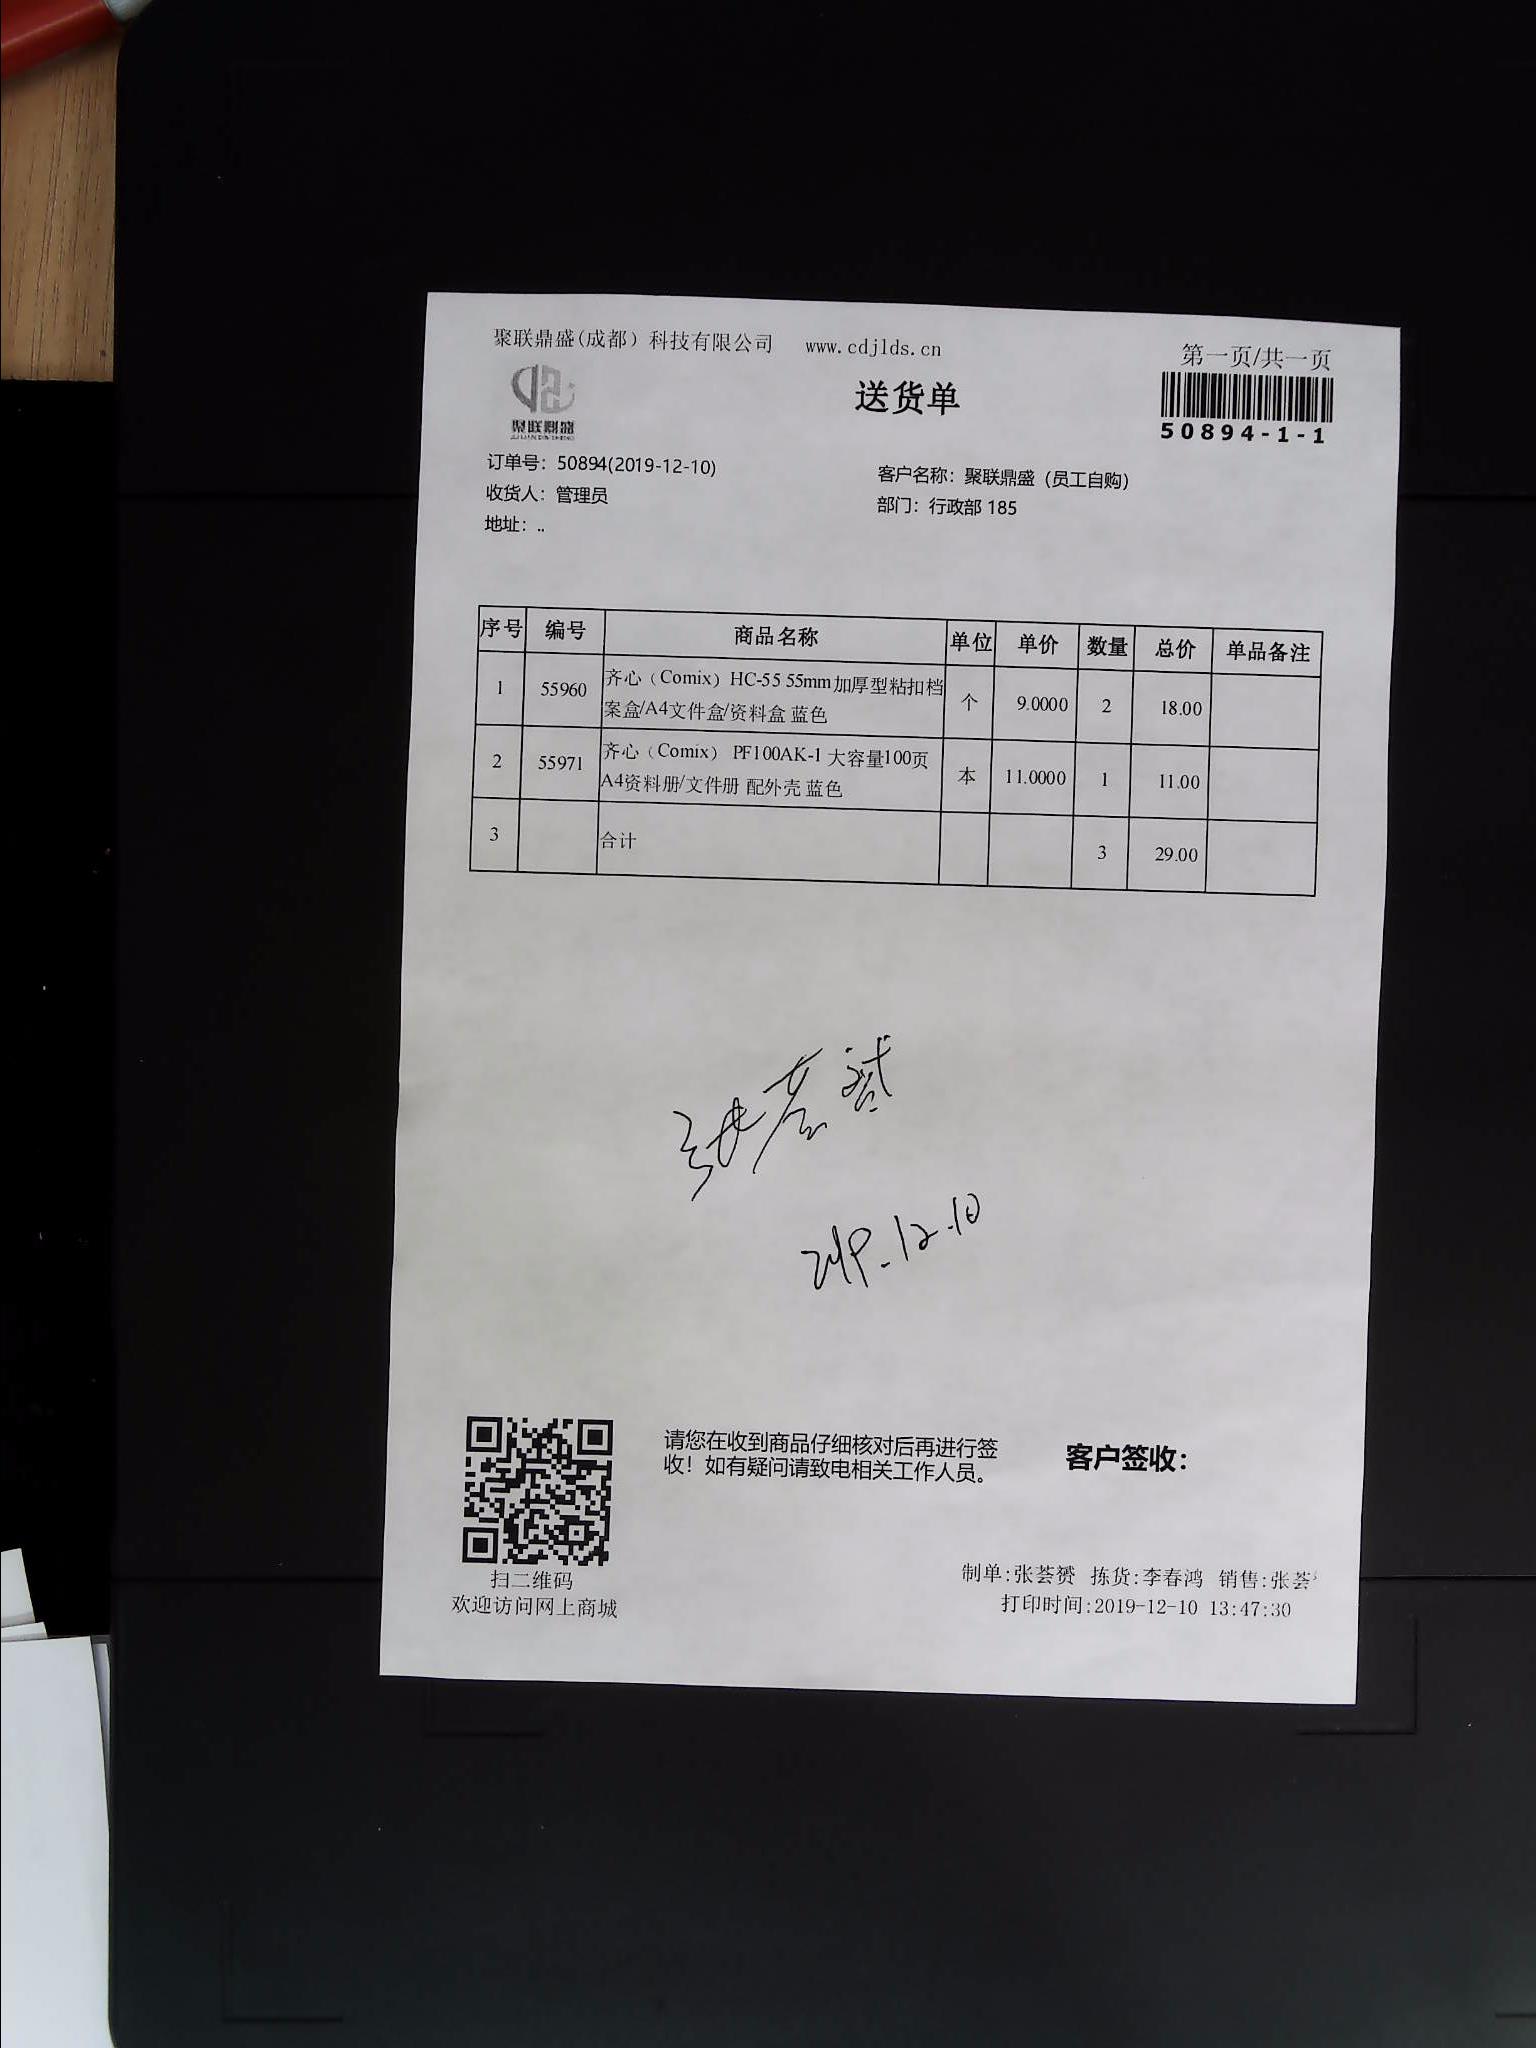 聚联鼎盛(成都）科技有限公司 www.cdjlds.cn
第一页/共一页
聚联鼎盛
送货单
50894-1-1
订单号：50894(2019-12-10)
客户名称：聚联鼎盛（员工自购）
收货人：管理员
部门：行政部 185
地址：..
序号 编号 商品名称 单位 单价 数量 总价 单品备注
1 55960 齐心（Comix）HC-55 55mm加厚型粘扣档 个 9.0000 2 18.00
案盒/A4文件盒/资料盒 蓝色
2 55971 齐心（Comix） PF100AK-1 大容量100页 本 11.0000 1 11.00
A4资料册/文件册 配外壳 蓝色
3 合计 3 29.00
2019.12.10
请您在收到商品仔细核对后再进行签
收！如有疑问请致电相关工作人员。
客户签收：
扫二维码
欢迎访问网上商城
制单:张荟赟 拣货:李春鸿 销售:张荟
打印时间:2019-12-10 13:47:30